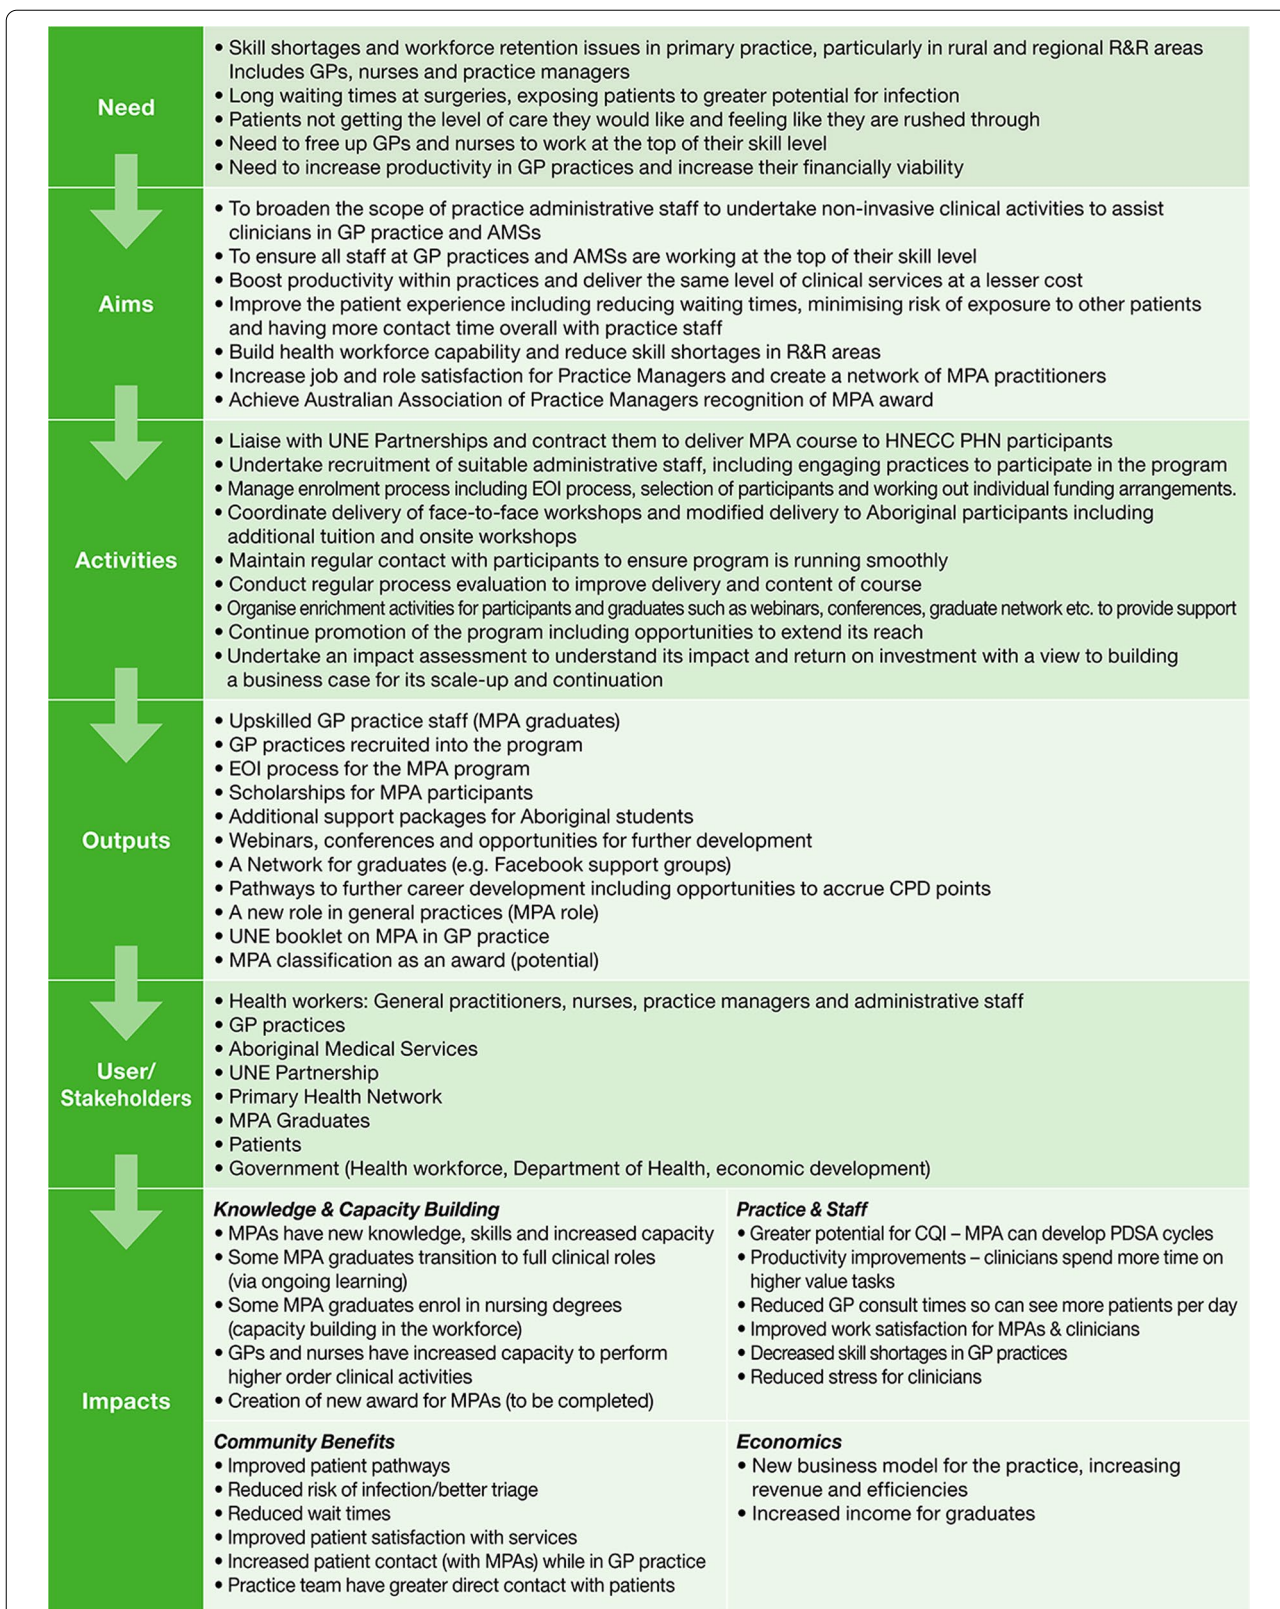 Need
• Skill shortages and workforce retention issues in primary practice, particularly in rural and regional R&R areas
Includes GPs, nurses and practice managers
• Long waiting times at surgeries, exposing patients to greater potential for infection
• Patients not getting the level of care they would like and feeling like they are rushed through
• Need to free up GPs and nurses to work at the top of their skill level
• Need to increase productivity in GP practices and increase their financially viability
Aims
• To broaden the scope of practice administrative staff to undertake non-invasive clinical activities to assist
clinicians in GP practice and AMSs
• To ensure all staff at GP practices and AMSs are working at the top of their skill level
• Boost productivity within practices and deliver the same level of clinical services at a lesser cost
• Improve the patient experience including reducing waiting times, minimising risk of exposure to other patients
and having more contact time overall with practice staff
• Build health workforce capability and reduce skill shortages in R&R areas
• Increase job and role satisfaction for Practice Managers and create a network of MPA practitioners
• Achieve Australian Association of Practice Managers recognition of MPA award
Activities
• Liaise with UNE Partnerships and contract them to deliver MPA course to HNECC PHN participants
• Undertake recruitment of suitable administrative staff, including engaging practices to participate in the program
• Manage enrolment process including EOI process, selection of participants and working out individual funding arrangements.
• Coordinate delivery of face-to-face workshops and modified delivery to Aboriginal participants including
additional tuition and onsite workshops
• Maintain regular contact with participants to ensure program is running smoothly
• Conduct regular process evaluation to improve delivery and content of course
• Organise enrichment activities for participants and graduates such as webinars, conferences, graduate network etc. to provide support
• Continue promotion of the program including opportunities to extend its reach
• Undertake an impact assessment to understand its impact and return on investment with a view to building
a business case for its scale-up and continuation
Outputs
• Upskilled GP practice staff (MPA graduates)
• GP practices recruited into the program
• EOI process for the MPA program
• Scholarships for MPA participants
• Additional support packages for Aboriginal students
• Webinars, conferences and opportunities for further development
• A Network for graduates (e.g. Facebook support groups)
• Pathways to further career development including opportunities to accrue CPD points
• A new role in general practices (MPA role)
• UNE booklet on MPA in GP practice
• MPA classification as an award (potential)
User/
Stakeholders
• Health workers: General practitioners, nurses, practice managers and administrative staff
• GP practices
• Aboriginal Medical Services
• UNE Partnership
• Primary Health Network
• MPA Graduates
• Patients
• Government (Health workforce, Department of Health, economic development)
Impacts
Knowledge & Capacity Building
• MPAs have new knowledge, skills and increased capacity
• Some MPA graduates transition to full clinical roles
(via ongoing learning)
• Some MPA graduates enrol in nursing degrees
(capacity building in the workforce)
• GPs and nurses have increased capacity to perform
higher order clinical activities
• Creation of new award for MPAs (to be completed)
Practice & Staff
• Greater potential for CQI – MPA can develop PDSA cycles
• Productivity improvements – clinicians spend more time on
higher value tasks
• Reduced GP consult times so can see more patients per day
• Improved work satisfaction for MPAs & clinicians
• Decreased skill shortages in GP practices
• Reduced stress for clinicians
Community Benefits
• Improved patient pathways
• Reduced risk of infection/better triage
• Reduced wait times
• Improved patient satisfaction with services
• Increased patient contact (with MPAs) while in GP practice
• Practice team have greater direct contact with patients
Economics
• New business model for the practice, increasing
revenue and efficiencies
• Increased income for graduates